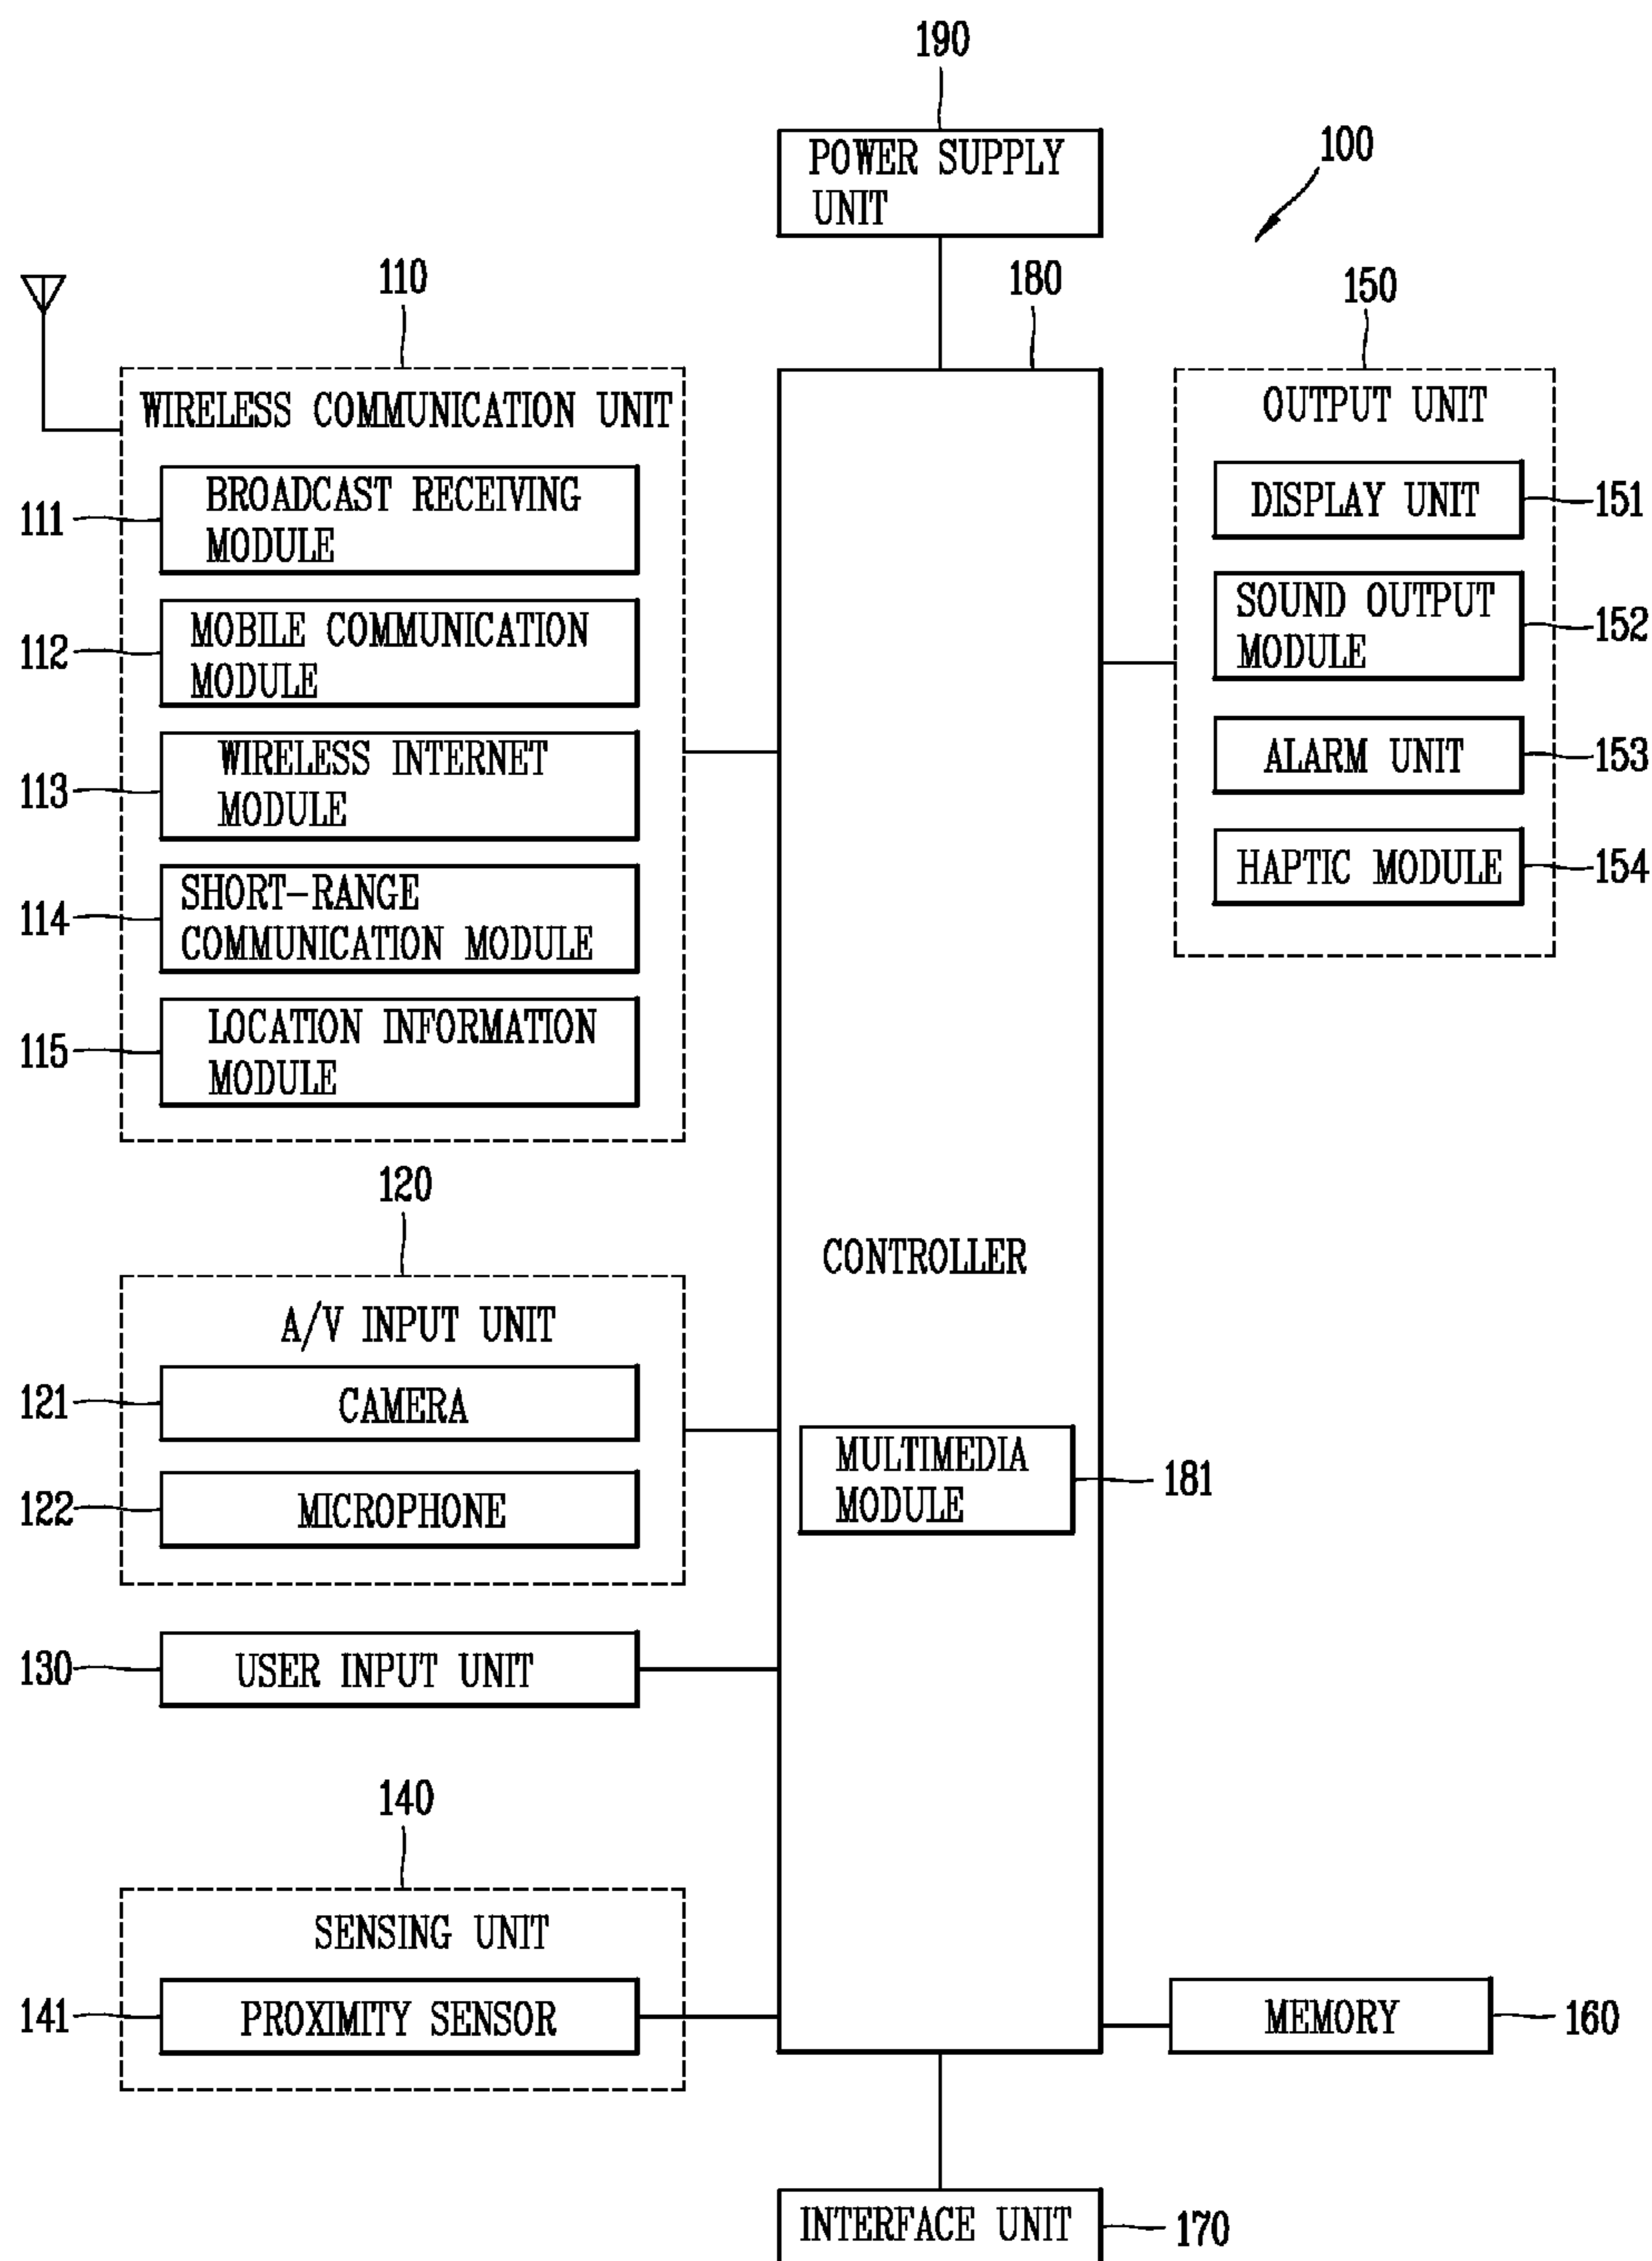 190
POWER SUPPLY
UNIT
100
110
180
150
WIRELESS COMMUNICATION UNIT
111
BROADCAST RECEIVING
MODULE
112
MOBILE COMMUNICATION
MODULE
113
WIRELESS INTERNET
MODULE
114
SHORT-RANGE
COMMUNICATION MODULE
115
LOCATION INFORMATION
MODULE
OUTPUT UNIT
DISPLAY UNIT
151
SOUND OUTPUT
MODULE
152
ALARM UNIT
153
HAPTIC MODULE
154
120
A/V INPUT UNIT
121
CAMERA
122
MICROPHONE
CONTROLLER
MULTIMEDIA
MODULE
181
130
USER INPUT UNIT
140
SENSING UNIT
141
PROXIMITY SENSOR
MEMORY
160
INTERFACE UNIT
170